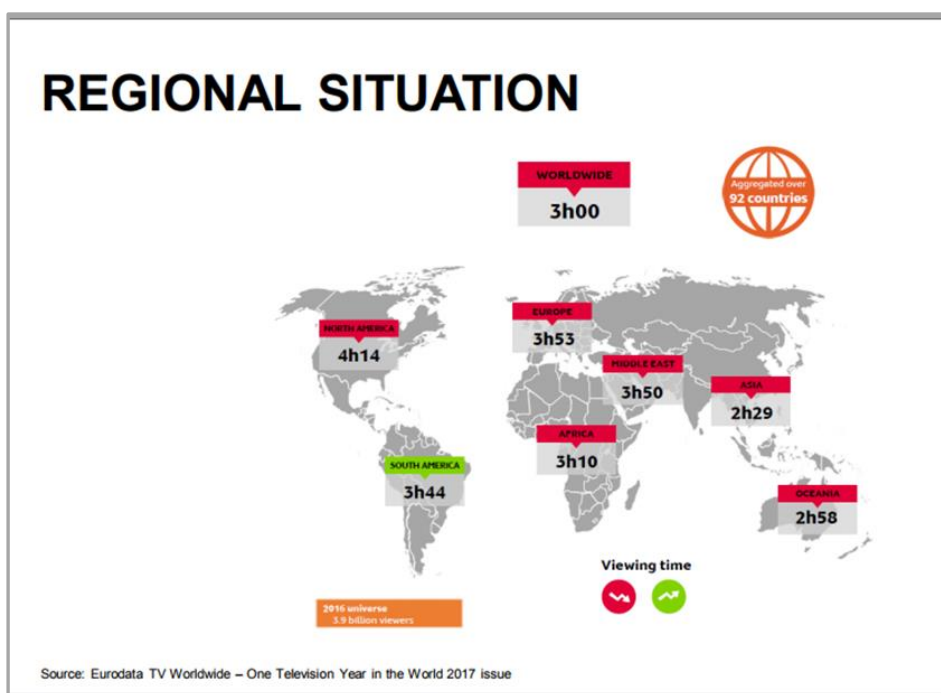 REGIONAL SITUATION
WORLDWIDE
3h00
Aggregated over
92 countries
NORTH AMERICA
4h14
EUROPE
3h53
MIDDLE EAST
3h50
ASIA
2h29
AFRICA
3h10
SOUTH AMERICA
3h44
OCEANIA
2h58
Viewing time
2016 universe
3.9 billion viewers
Source: Eurodata TV Worldwide – One Television Year in the World 2017 issue